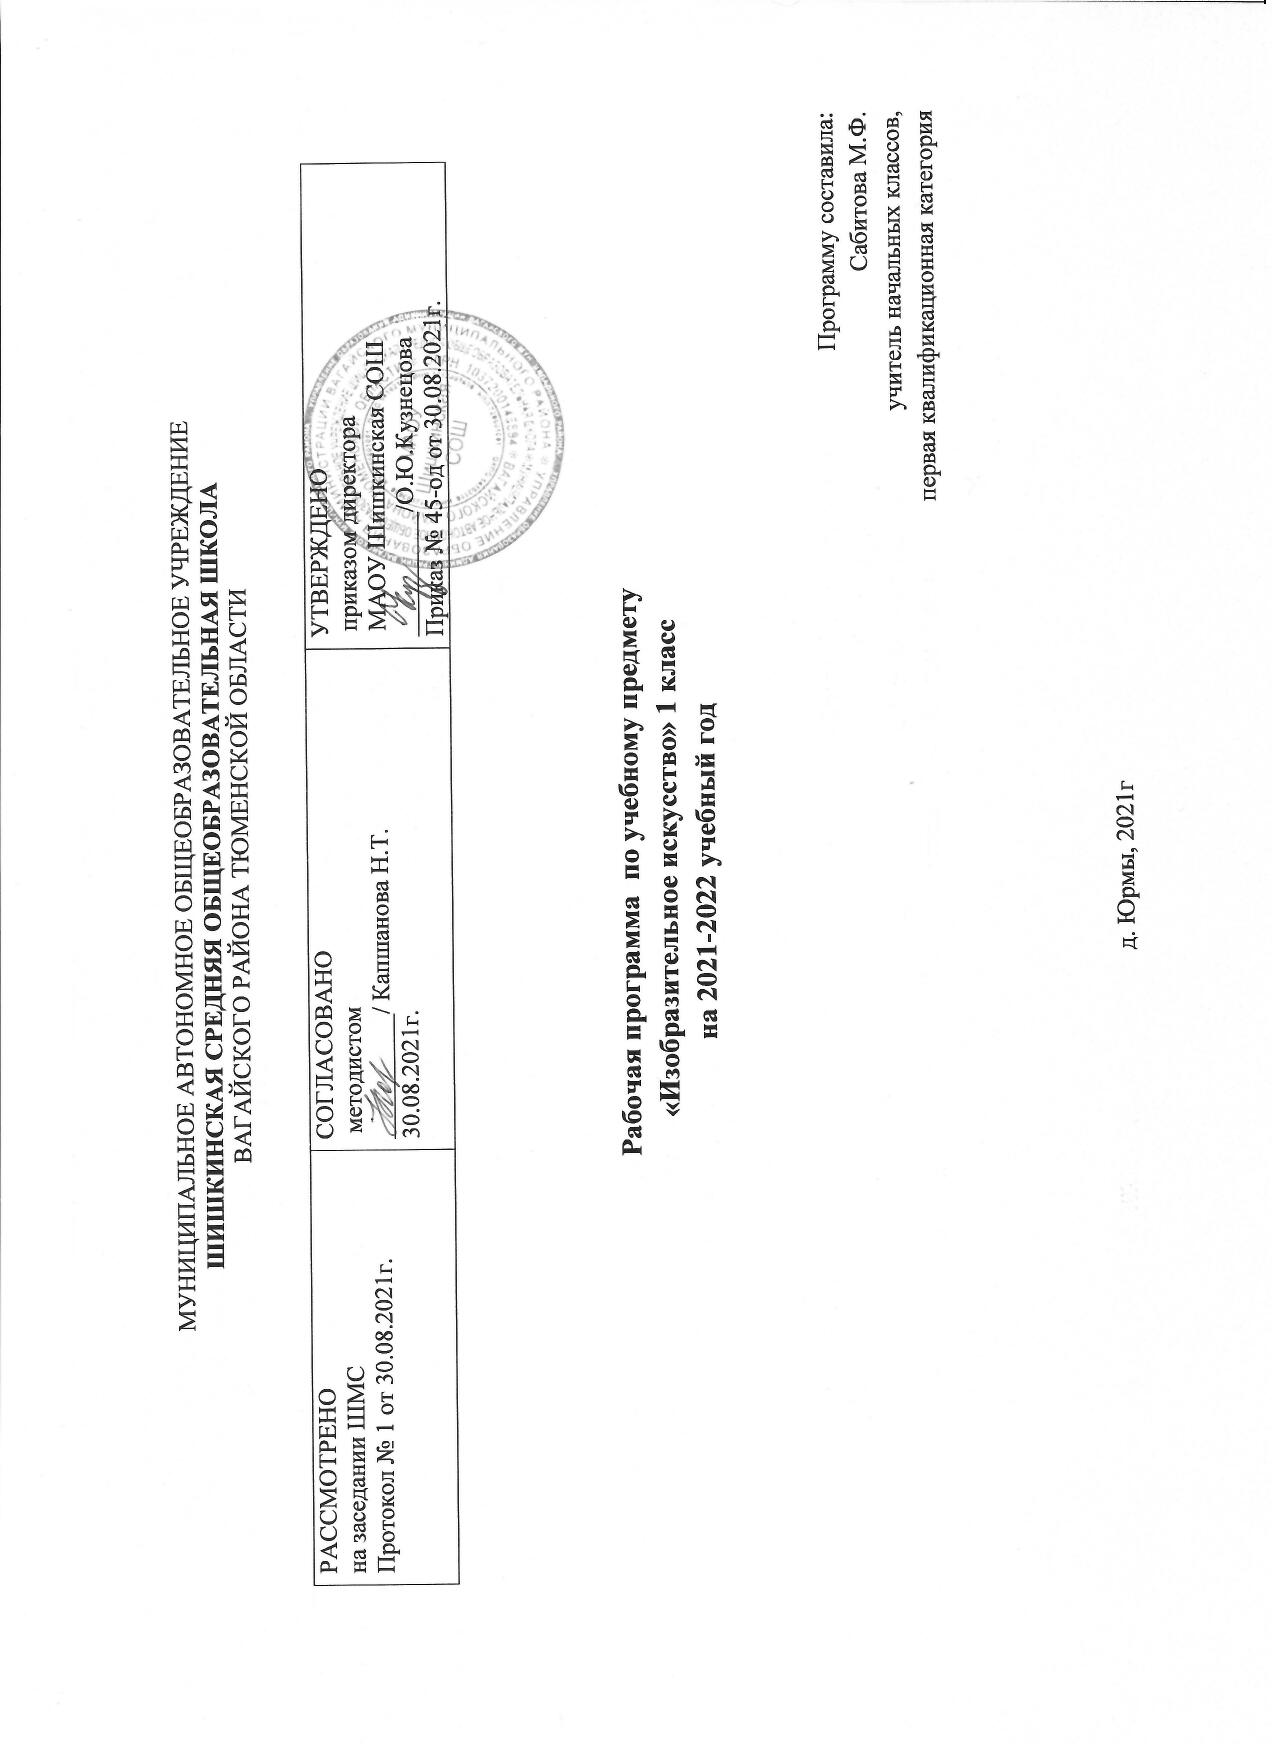 МУНИЦИПАЛЬНОЕ АВТОНОМНОЕ ОБЩЕОБРАЗОВАТЕЛЬНОЕ УЧРЕЖДЕНИЕ
ШИШКИНСКАЯ СРЕДНЯЯ ОБЩЕОБРАЗОВАТЕЛЬНАЯ ШКОЛА
ВАГАЙСКОГО РАЙОНА ТЮМЕНСКОЙ ОБЛАСТИ
РАССМОТРЕНО
на заседании ШМС
Протокол № 1 от 30.08.2021г.
СОГЛАСОВАНО
методистом
/ Капшанова Н.Т.
30.08.2021г.
УТВЕРЖДЕНО
приказом директора
МАОУ Шишкинская СОШ
/О.Ю.Кузнецова
Приказ № 45-од от 30.08.2021г.
СОШ
Рабочая программа по учебному предмету
«Изобразительное искусство» 1 класс
на 2021-2022 учебный год
Программу составила:
Сабитова М.Ф.
учитель начальных классов,
первая квалификационная категория
д. Юрмы, 2021г